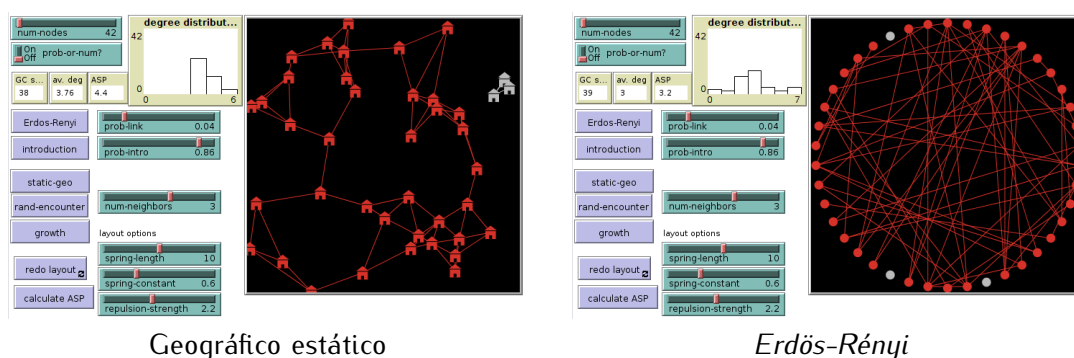 num-nodes 42
On
Off prob-or-num?
GC s... av. deg ASP
38 3.76 4.4
degree distribut...
42
0
0 6
Erdos-Renyi
prob-link 0.04
introduction
prob-intro 0.86
static-geo
rand-encounter
num-neighbors 3
growth
layout options
spring-length 10
redo layout
spring-constant 0.6
calculate ASP
repulsion-strength 2.2
Geográfico estático
num-nodes 42
On
Off prob-or-num?
GC s... av. deg ASP
39 3 3.2
degree distribut...
42
0
0 7
Erdos-Renyi
prob-link 0.04
introduction
prob-intro 0.86
static-geo
rand-encounter
num-neighbors 3
growth
layout options
spring-length 10
redo layout
spring-constant 0.6
calculate ASP
repulsion-strength 2.2
Erdös-Rényi